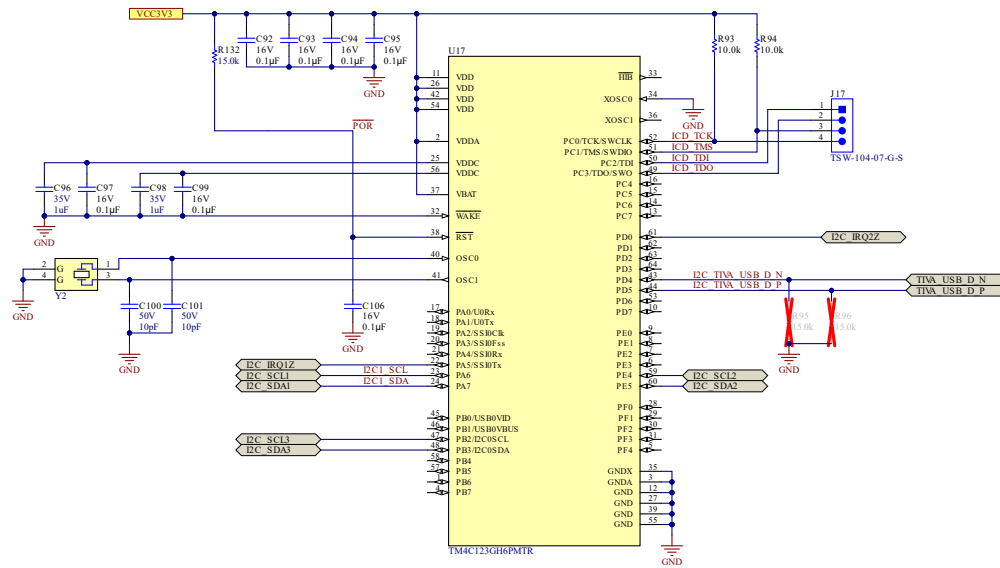 VCC3V3
R132
15.0k
C92
16V
0.1µF
C93
16V
0.1µF
C94
16V
0.1µF
C95
16V
0.1µF
GND
POR
R93
10.0k
R94
10.0k
J17
1
2
3
4
TSW-104-07-G-S
U17
11 VDD
26 VDD
42 VDD
54 VDD
2 VDDA
25 VDDC
56 VDDC
37 VBAT
32 WAKE
38 RST
40 OSC0
41 OSC1
17 PA0/U0Rx
18 PA1/U0Tx
19 PA2/SSI0Clk
20 PA3/SSI0Fss
21 PA4/SSI0Rx
22 PA5/SSI0Tx
23 PA6
24 PA7
45 PB0/USB0VID
46 PB1/USB0VBUS
47 PB2/I2C0SCL
48 PB3/I2C0SDA
58 PB4
57 PB5
1 PB6
4 PB7
HIB 33
XOSC0 34
GND
XOSC1 36
PC0/TCK/SWCLK 52 ICD_TCK
PC1/TMS/SWDIO 51 ICD_TMS
PC2/TDI 50 ICD_TDI
PC3/TDO/SWO 49 ICD_TDO
PC4 16
PC5 15
PC6 14
PC7 13
PD0 61 I2C_IRQ2Z
PD1 62
PD2 63
PD3 64
PD4 43 I2C_TIVA_USB_D_N TIVA_USB_D_N
PD5 44 I2C_TIVA_USB_D_P TIVA_USB_D_P
PD6 53
PD7 10
R95
15.0k
R96
15.0k
GND
PE0 9
PE1 8
PE2 7
PE3 6
PE4 59 I2C_SCL2
PE5 60 I2C_SDA2
PF0 28
PF1 29
PF2 30
PF3 31
PF4 5
GNDX 35
GNDA 3
GND 12
GND 27
GND 39
GND 55
GND
TM4C123GH6PMTR
C96
35V
1uF
C97
16V
0.1µF
C98
35V
1uF
C99
16V
0.1µF
GND
2 G 1
4 G 3
Y2
GND
C100
50V
10pF
C101
50V
10pF
GND
C106
16V
0.1µF
GND
I2C_IRQ1Z
I2C_SCL1 I2C1_SCL
I2C_SDA1 I2C1_SDA
I2C_SCL3
I2C_SDA3